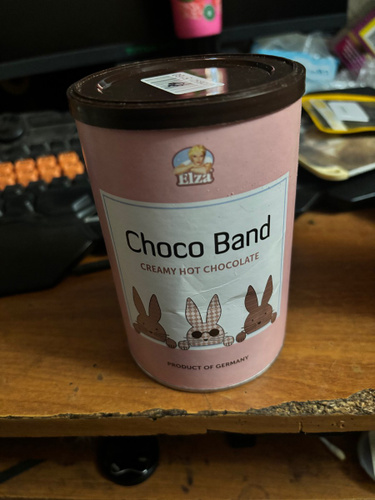 Elza
Choco Band
CREAMY HOT CHOCOLATE
PRODUCT OF GERMANY